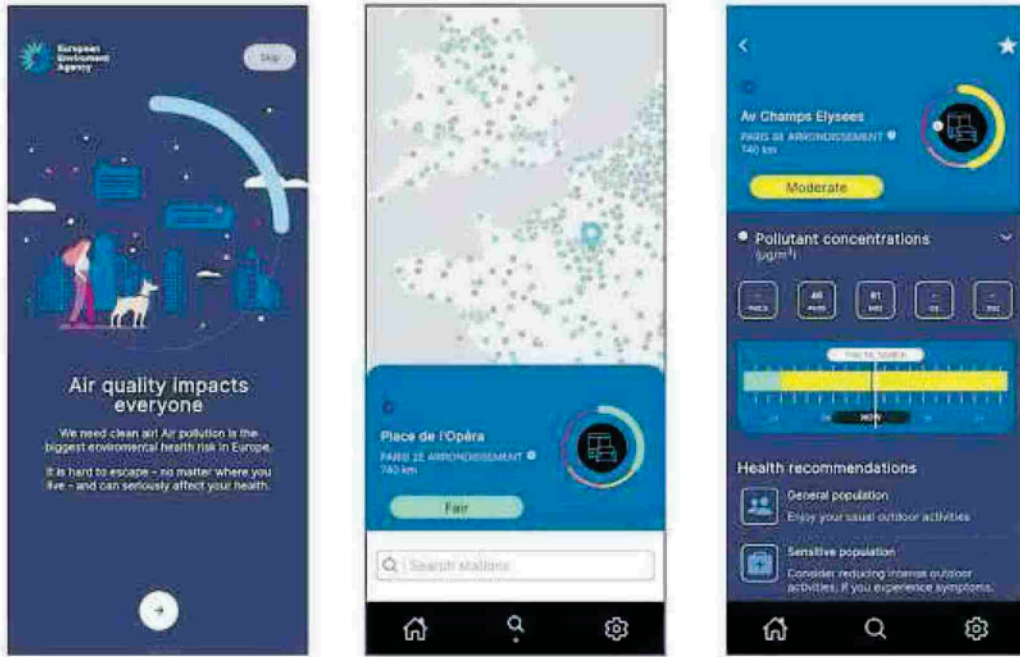 European
Enviroment
Agency
Skip
Air quality impacts
everyone
We need clean air! Air pollution is the
biggest enviromental health risk in Europe.
It is hard to escape – no matter where you
live – and can seriously affect your health.
Place de l'Opéra
PARIS 2E ARRONDISSEMENT
740 km
Fair
Search stations
Av Champs Elysees
PARIS 8E ARRONDISSEMENT
740 km
Moderate
Pollutant concentrations
(µg/m³)
NOW
Health recommendations
General population
Enjoy your usual outdoor activities
Sensitive population
Consider reducing intense outdoor
activities, if you experience symptoms.